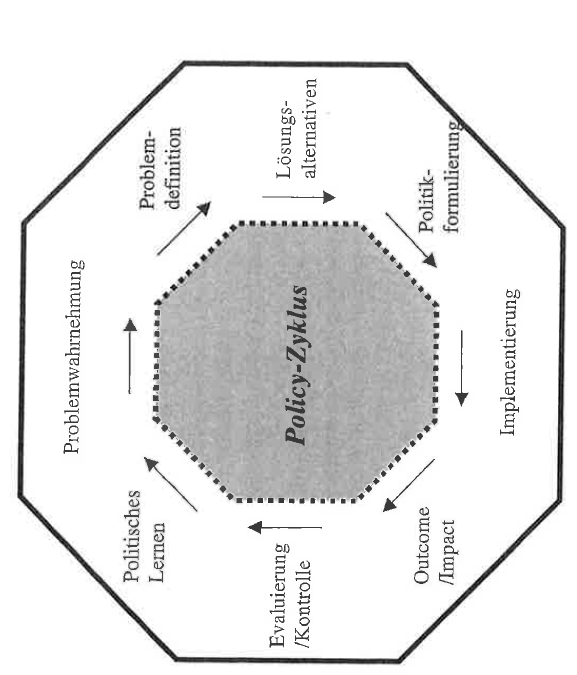 Problemwahrnehmung
Problem-
definition
Lösungs-
alternativen
Politik-
formulierung
Implementierung
Outcome
/Impact
Evaluierung
/Kontrolle
Politisches
Lernen
Policy-Zyklus